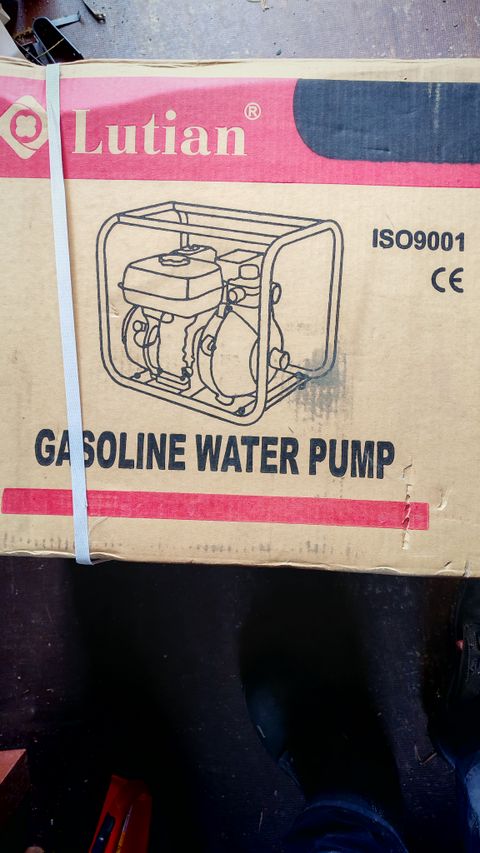 Lutian®
ISO9001
CE
GASOLINE WATER PUMP